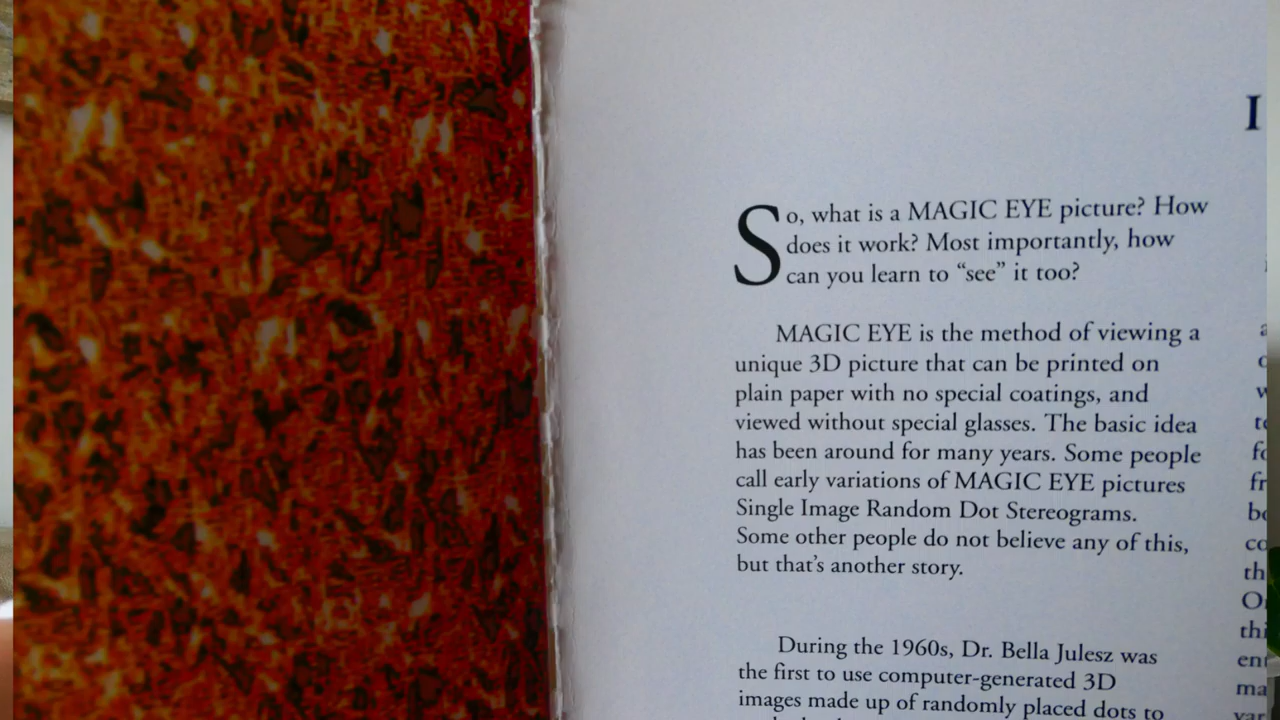 I
So, what is a MAGIC EYE picture? How
does it work? Most importantly, how
can you learn to “see” it too?
MAGIC EYE is the method of viewing a
unique 3D picture that can be printed on
plain paper with no special coatings, and
viewed without special glasses. The basic idea
has been around for many years. Some people
call early variations of MAGIC EYE pictures
Single Image Random Dot Stereograms.
Some other people do not believe any of this,
but that’s another story.
During the 1960s, Dr. Bella Julesz was
the first to use computer-generated 3D
images made up of randomly placed dots to